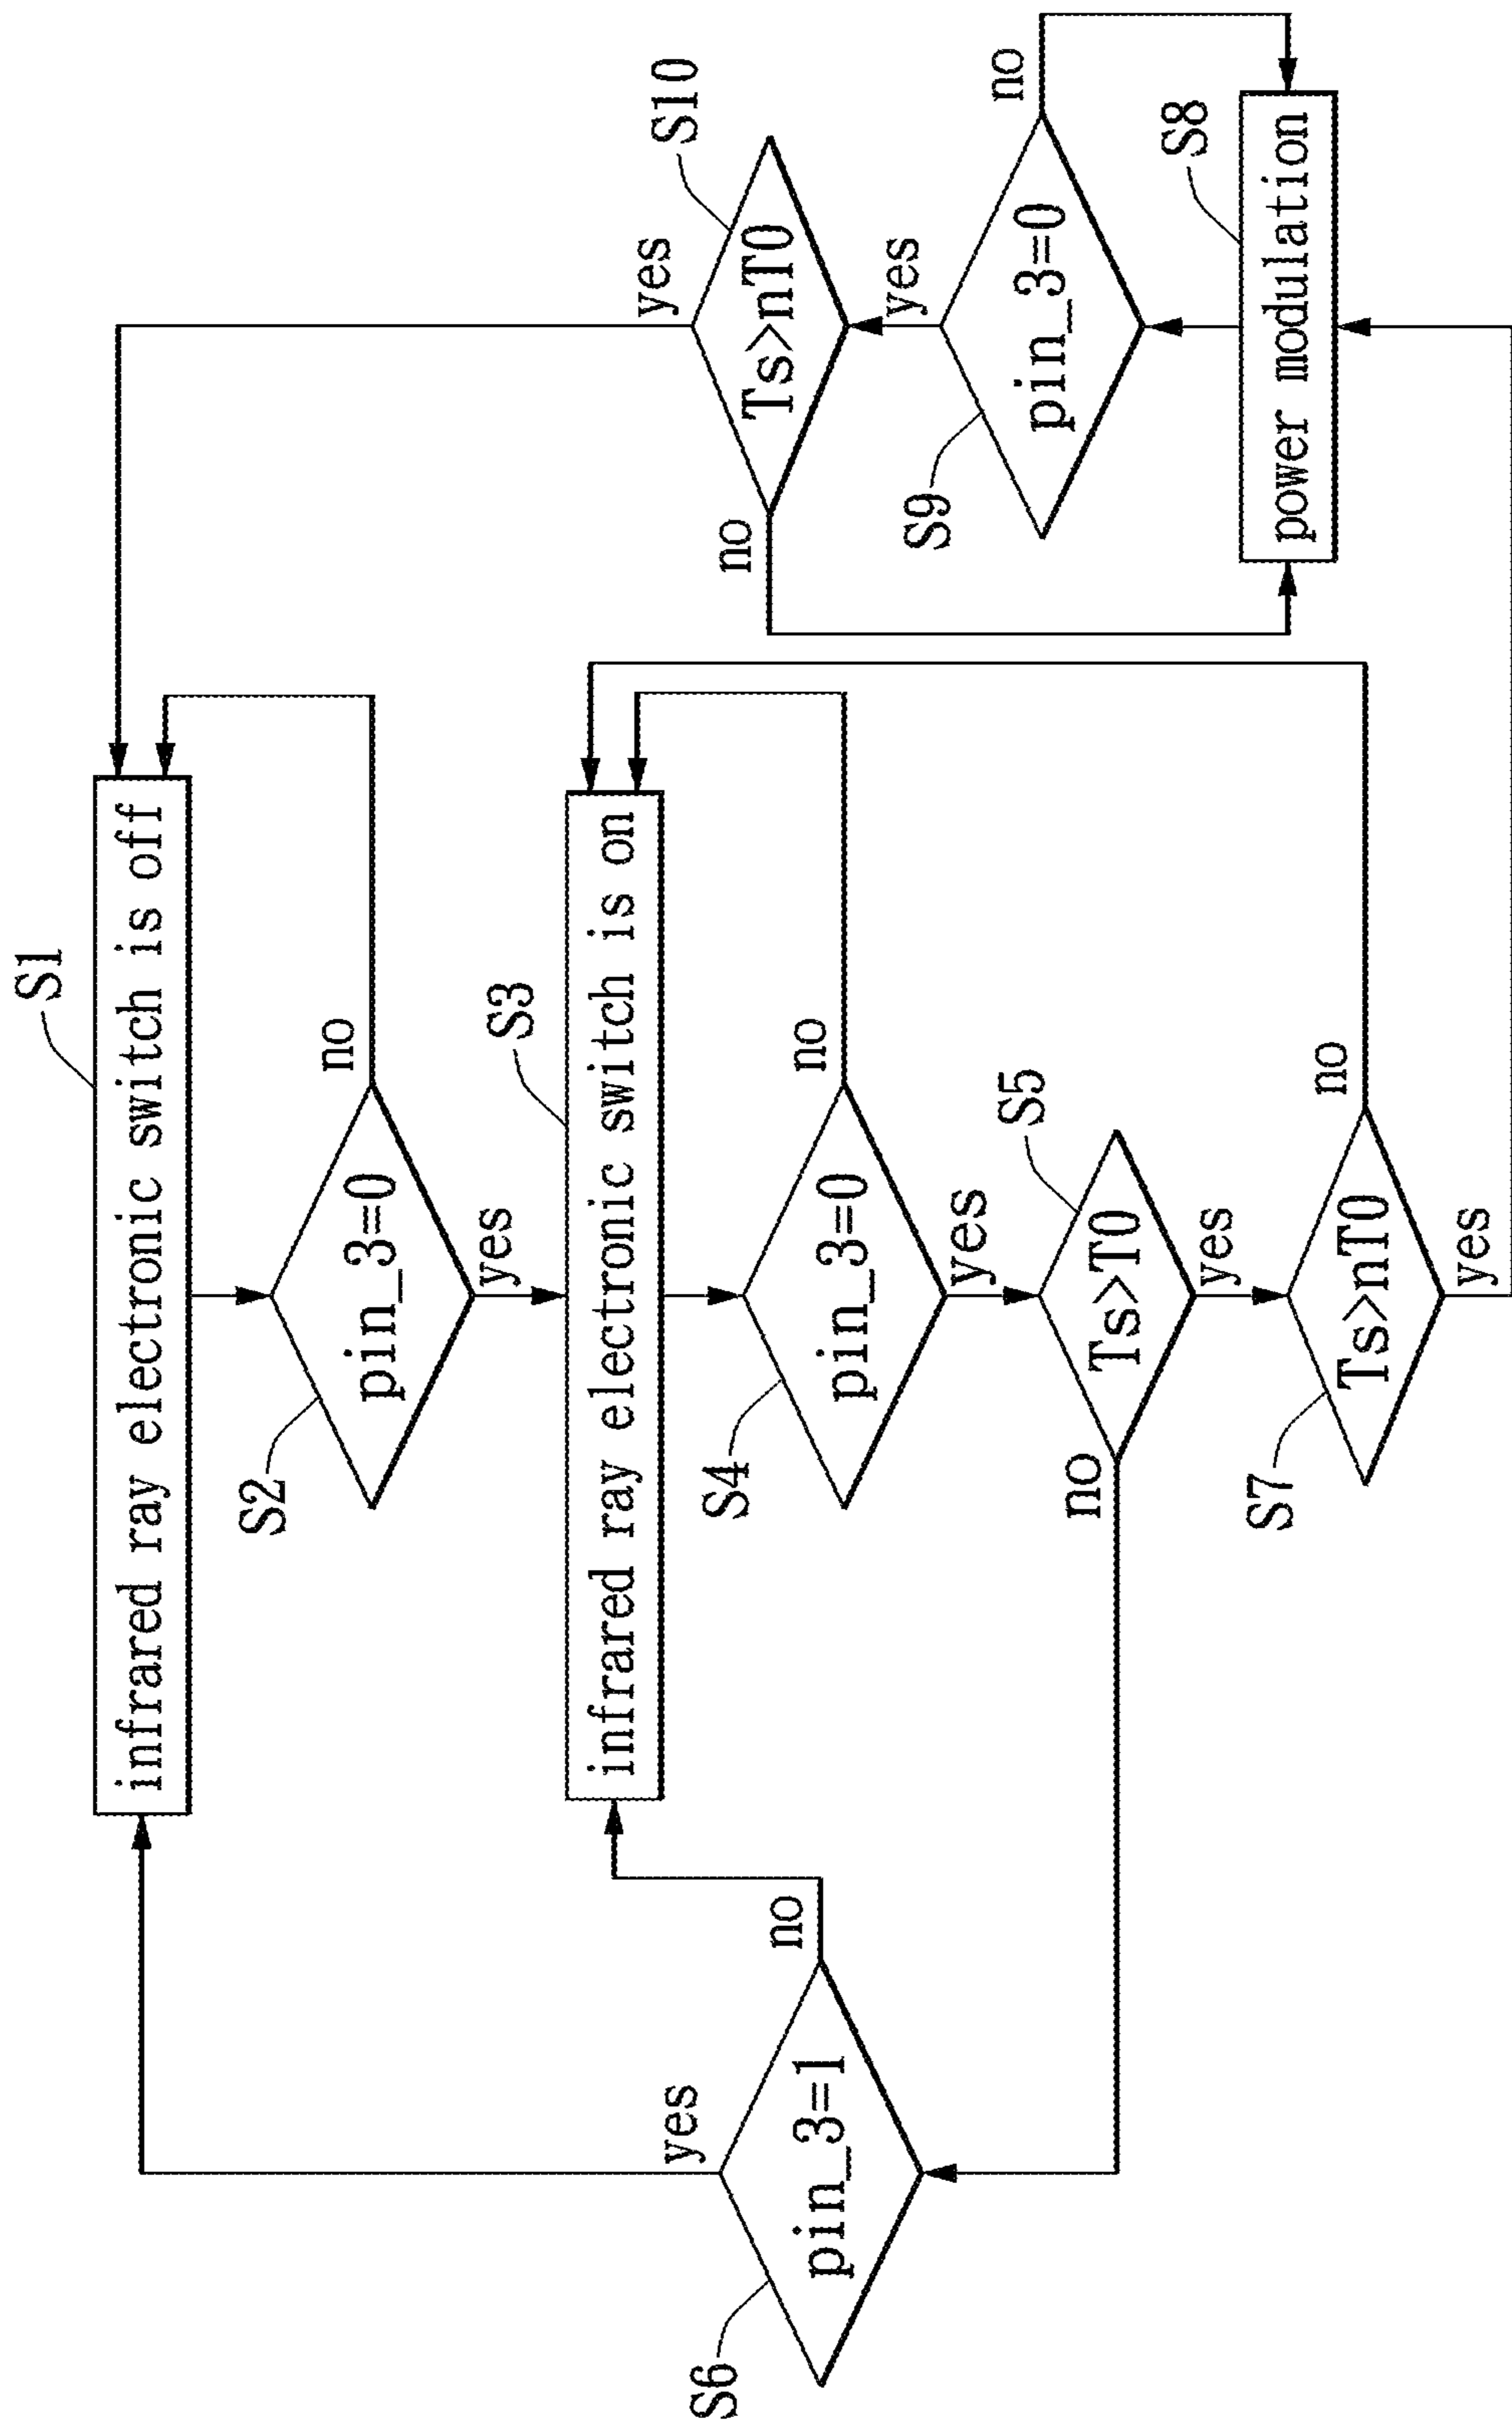 S1
infrared ray electronic switch is off
S2
pin_3=0
no
yes
S3
infrared ray electronic switch is on
S4
pin_3=0
no
yes
S5
Ts>T0
no
yes
S6
pin_3=1
yes
no
S7
Ts>nT0
no
yes
S10
Ts>nT0
yes
no
S9
pin_3=0
yes
no
S8
power modulation